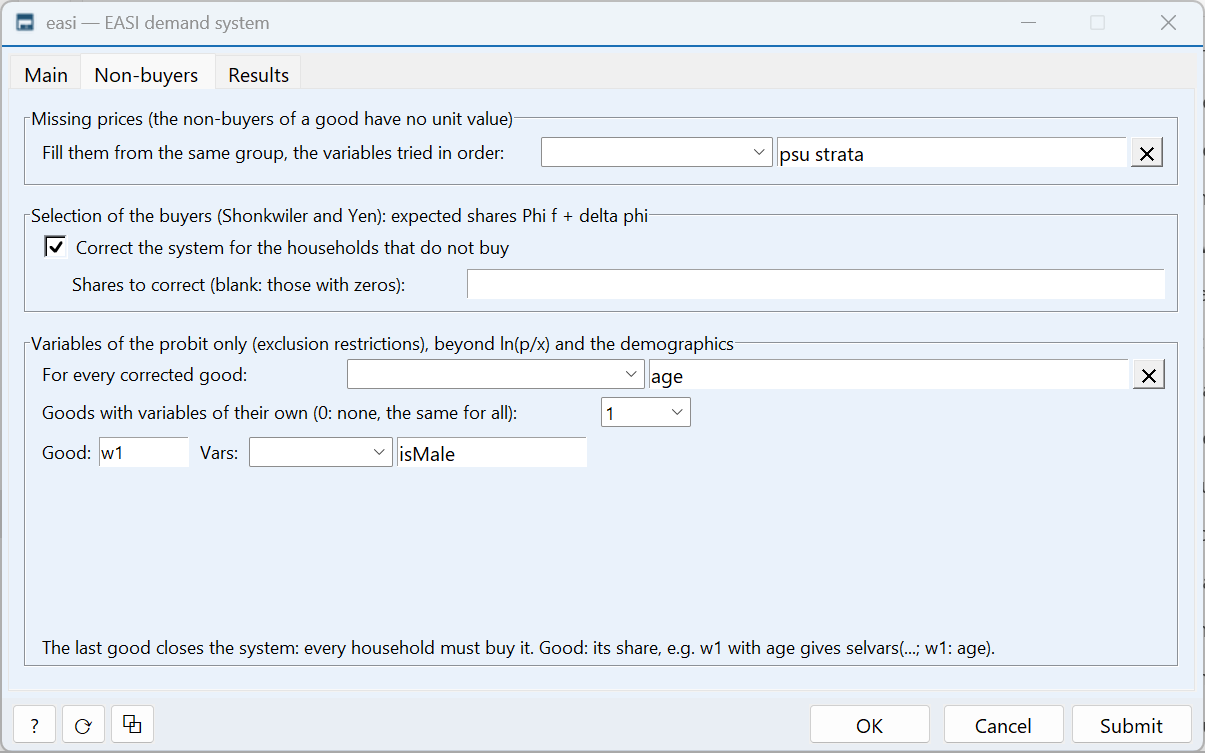 easi — EASI demand system
Main Non-buyers Results
Missing prices (the non-buyers of a good have no unit value)
Fill them from the same group, the variables tried in order: psu strata
Selection of the buyers (Shonkwiler and Yen): expected shares Phi f + delta phi
Correct the system for the households that do not buy
Shares to correct (blank: those with zeros):
Variables of the probit only (exclusion restrictions), beyond ln(p/x) and the demographics
For every corrected good: age
Goods with variables of their own (0: none, the same for all): 1
Good: w1 Vars: isMale
The last good closes the system: every household must buy it. Good: its share, e.g. w1 with age gives selvars(...; w1: age).
? OK Cancel Submit